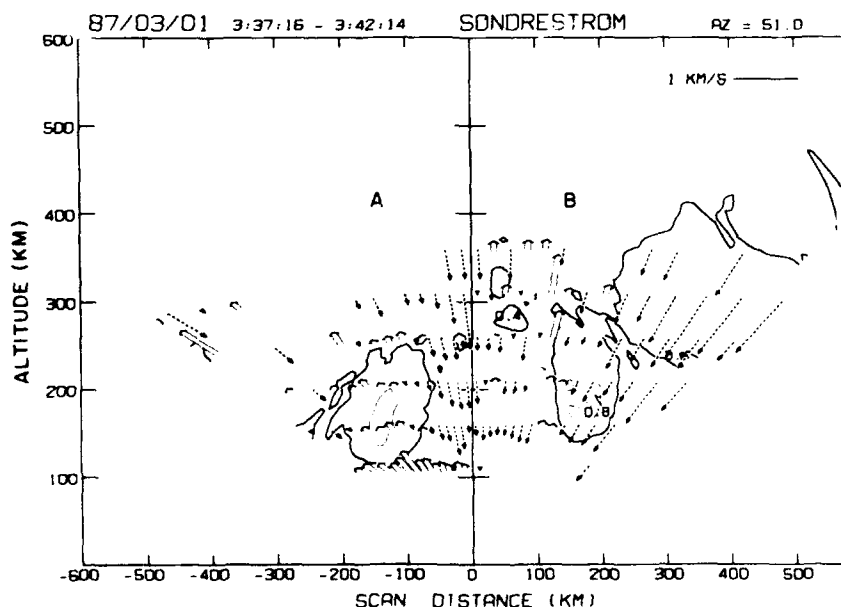 87/03/01 3:37:16 - 3:42:14 SONDRESTROM AZ = 51.0
600
1 KM/S
500
A B
400
300
200
0.8
100
0
ALTITUDE (KM)
-600 -500 -400 -300 -200 -100 0 100 200 300 400 500
SCAN DISTANCE (KM)